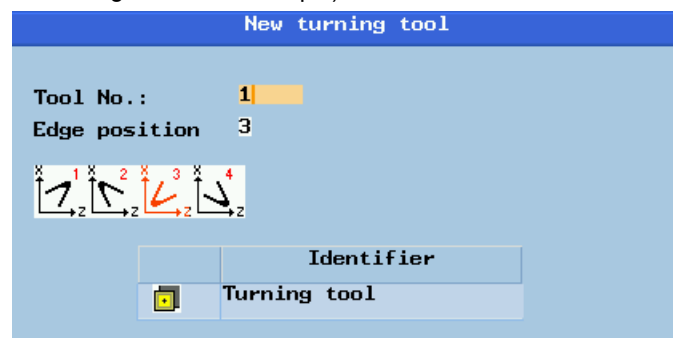 New turning tool
Tool No.: 1
Edge position 3
X 1 Z X 2 Z X 3 Z X 4 Z
Identifier
Turning tool